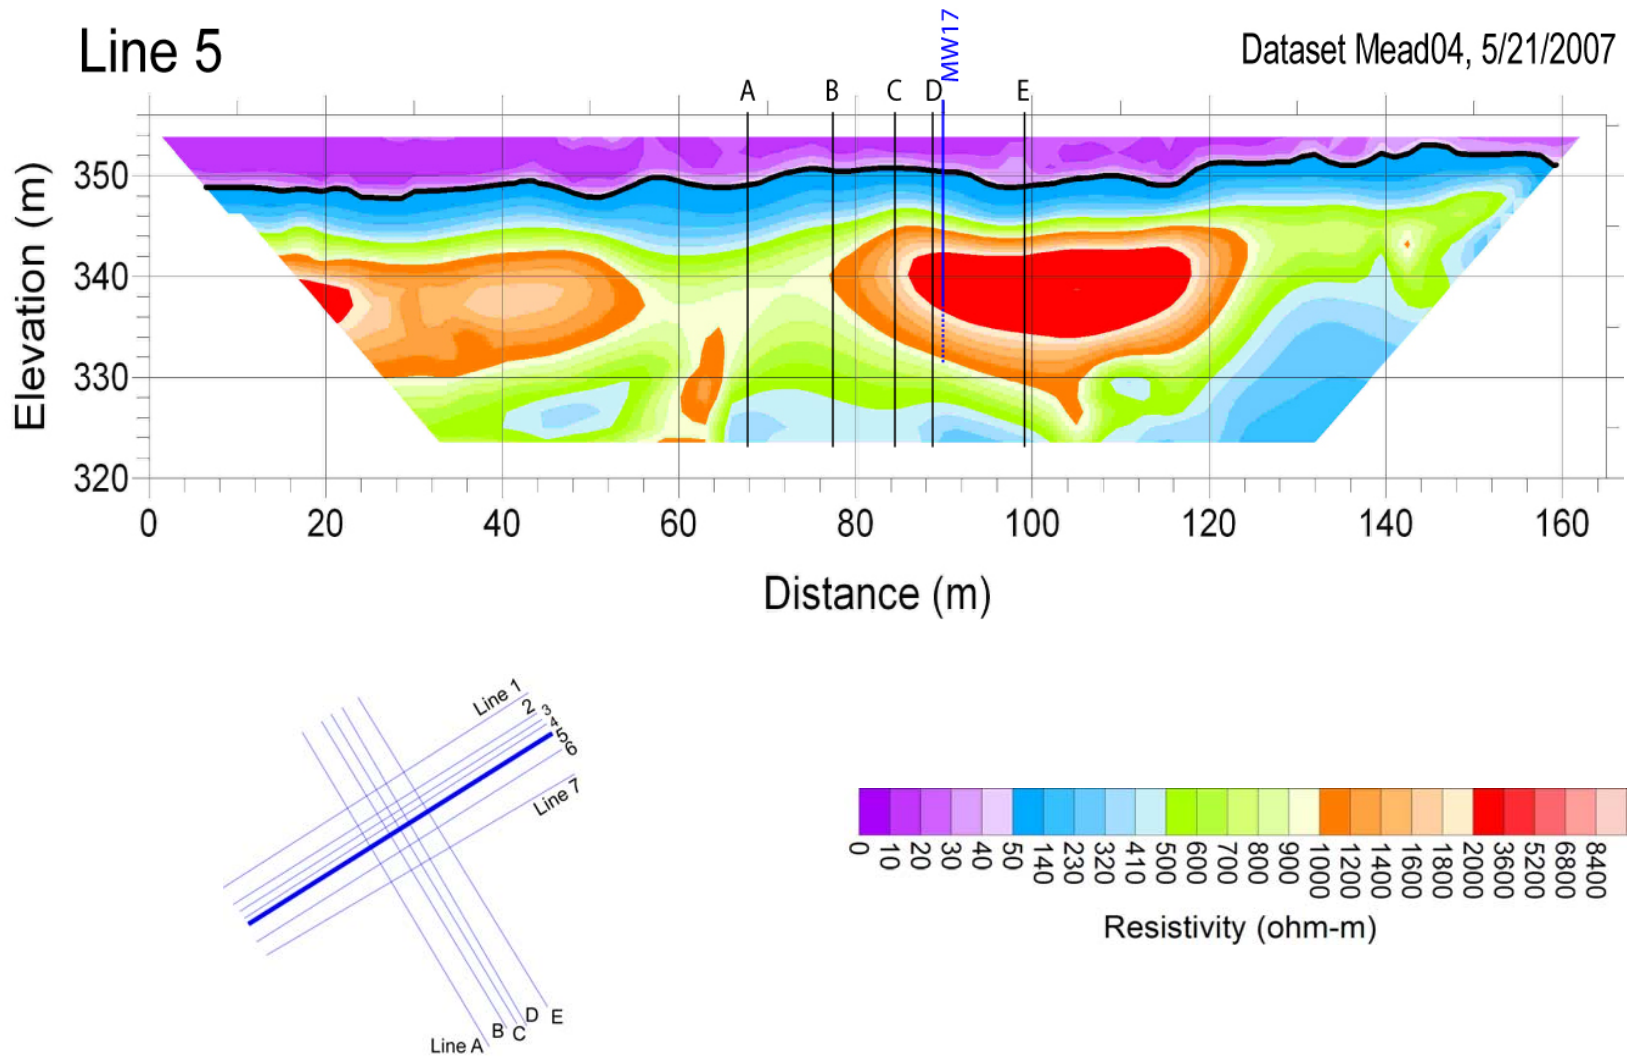 Line 5
MW17
Dataset Mead04, 5/21/2007
A B C D E
Elevation (m)
350
340
330
320
0 20 40 60 80 100 120 140 160
Distance (m)
Line 1
2
3
4
5
6
Line 7
Line A
B
C
D
E
0 10 20 30 40 50 140 230 320 410 500 600 700 800 900 1000 1200 1400 1600 1800 2000 3600 5200 6800 8400
Resistivity (ohm-m)